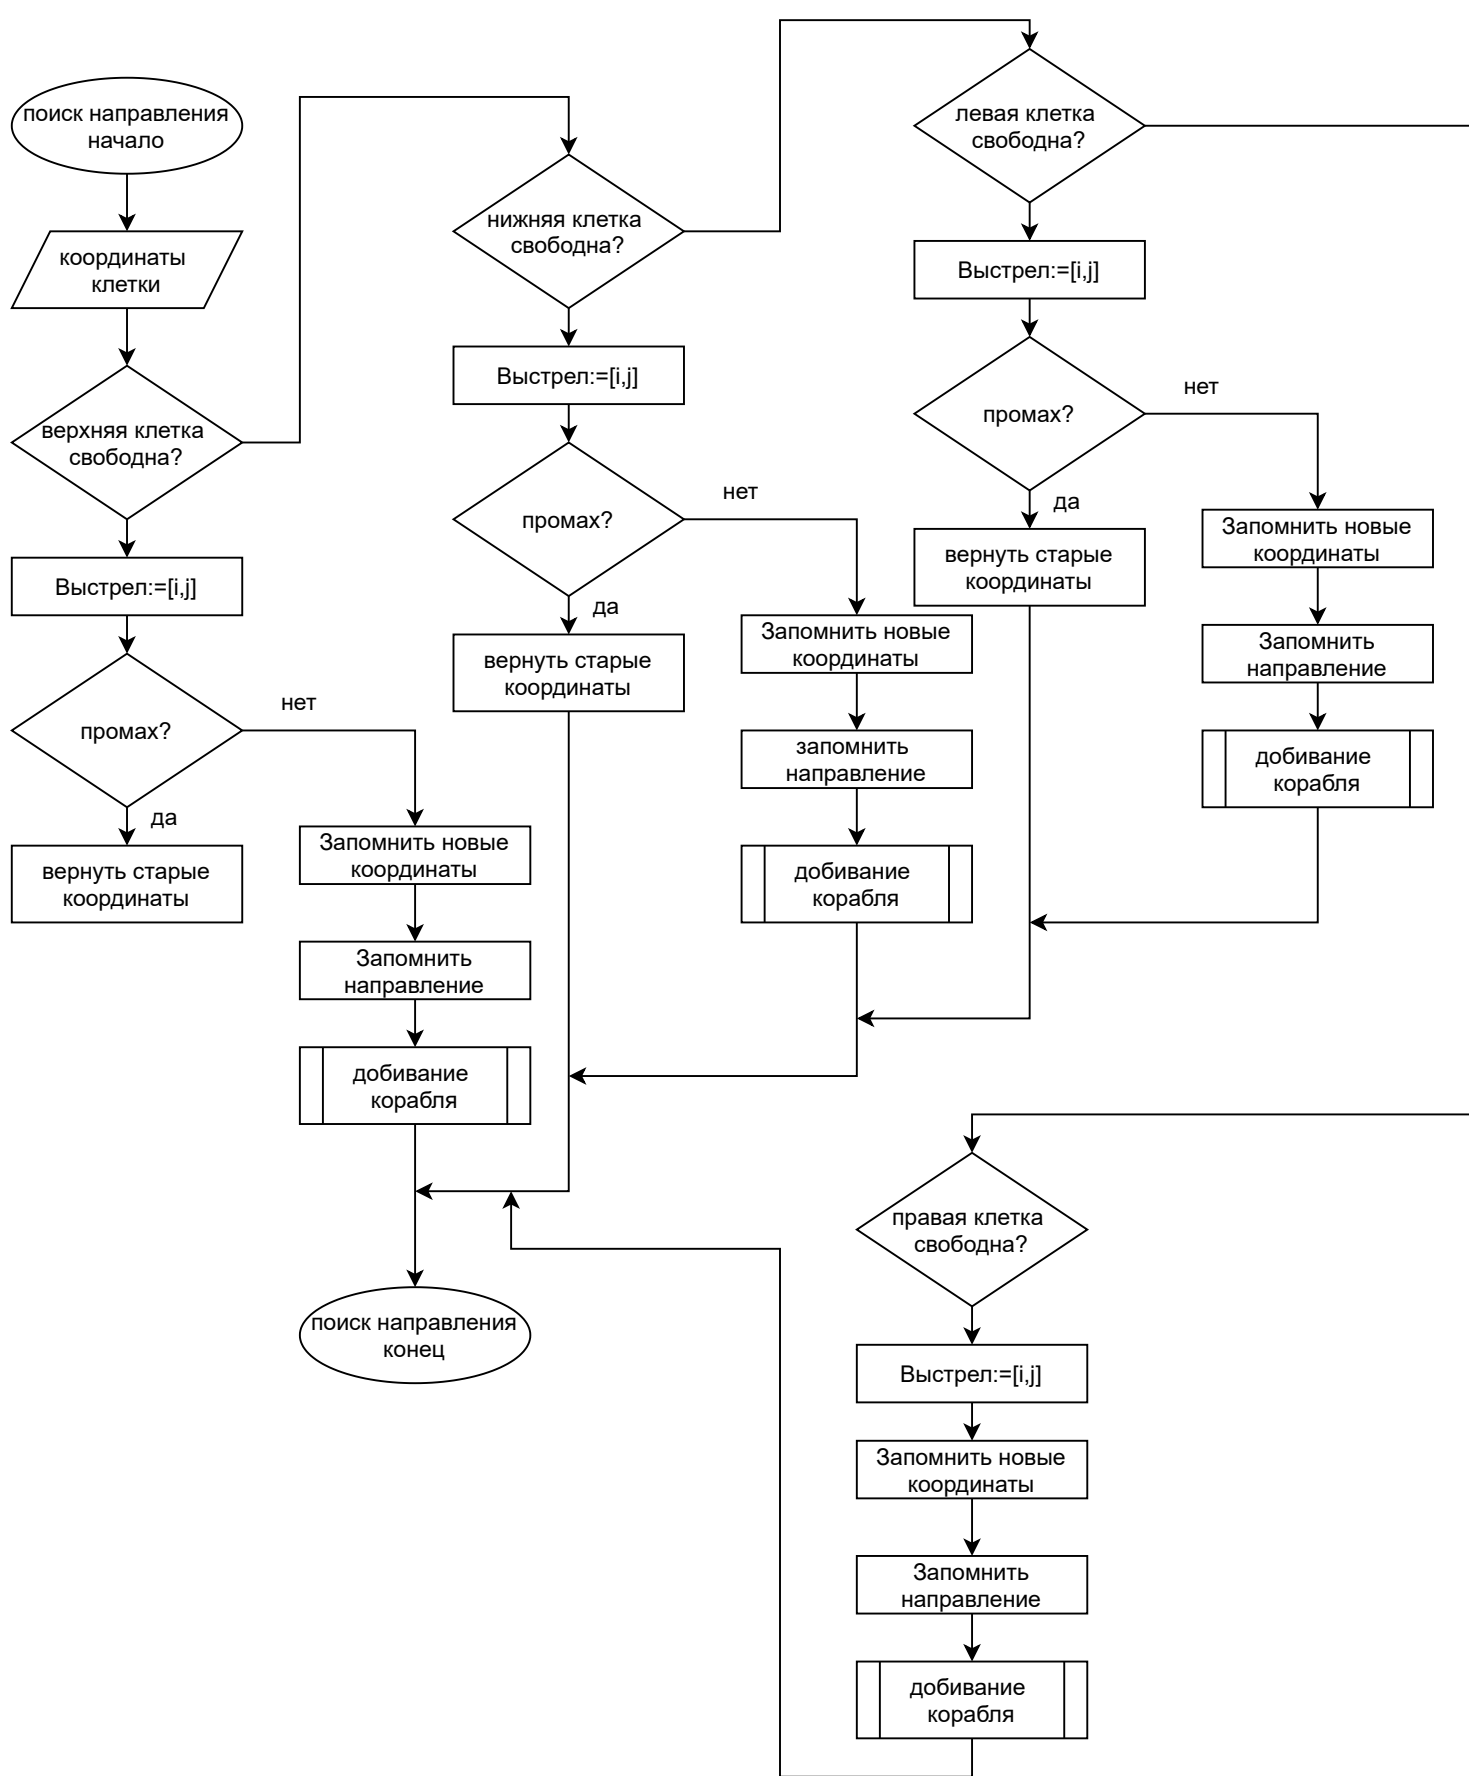 поиск направления
начало
координаты
клетки
верхняя клетка
свободна?
Выстрел:=[i,j]
промах?
нет
да
вернуть старые
координаты
Запомнить новые
координаты
Запомнить
направление
добивание
корабля
поиск направления
конец
нижняя клетка
свободна?
Выстрел:=[i,j]
промах?
нет
да
вернуть старые
координаты
Запомнить новые
координаты
запомнить
направление
добивание
корабля
левая клетка
свободна?
Выстрел:=[i,j]
промах?
нет
да
вернуть старые
координаты
Запомнить новые
координаты
Запомнить
направление
добивание
корабля
правая клетка
свободна?
Выстрел:=[i,j]
Запомнить новые
координаты
Запомнить
направление
добивание
корабля